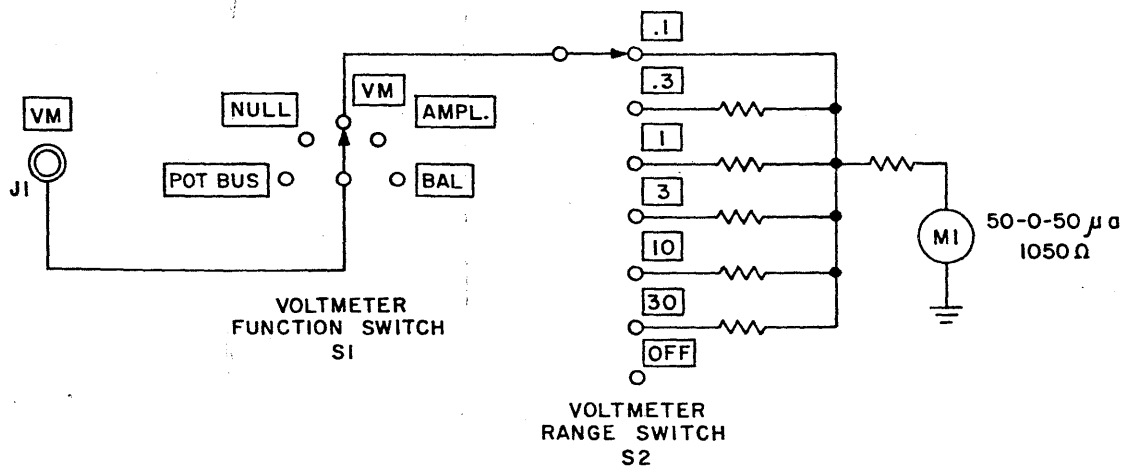 .1
VM
.3
NULL
AMPL.
VM
1
J1
POT BUS
BAL
3
M1
50-0-50 μa
1050Ω
10
VOLTMETER
FUNCTION SWITCH
S1
30
OFF
VOLTMETER
RANGE SWITCH
S2